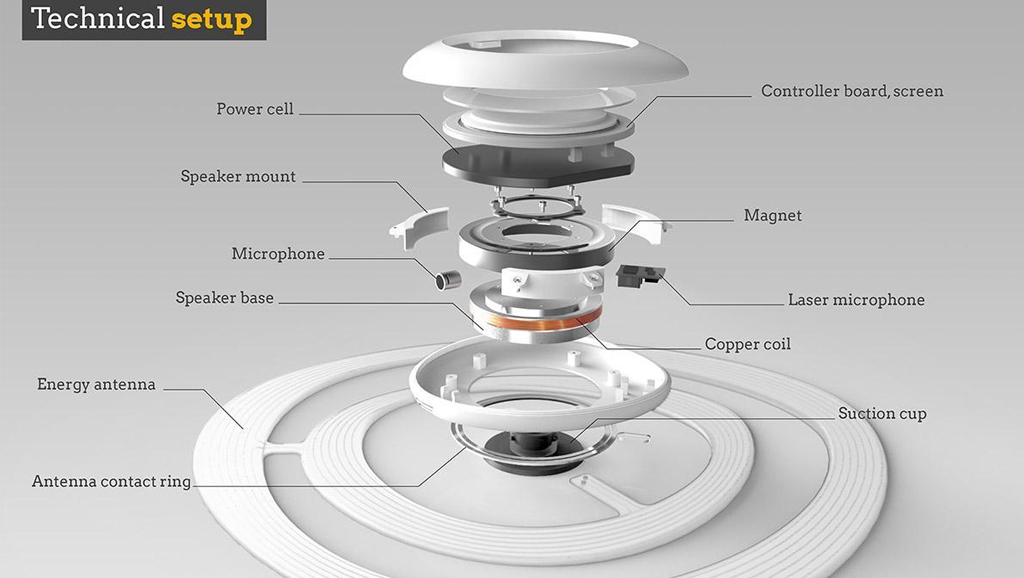 Technical setup
Controller board, screen
Power cell
Speaker mount
Magnet
Microphone
Speaker base
Laser microphone
Copper coil
Energy antenna
Suction cup
Antenna contact ring